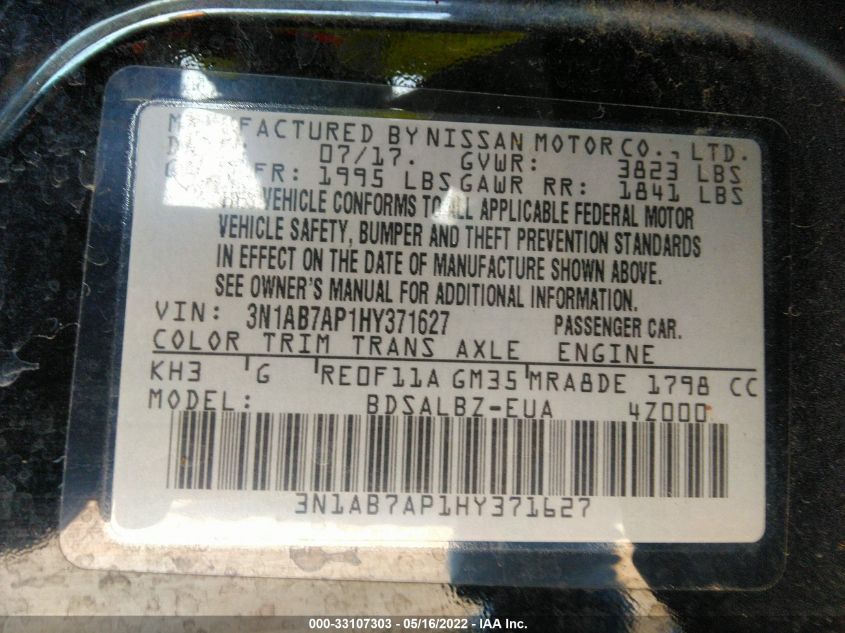 MANUFACTURED BY NISSAN MOTOR CO., LTD.
07/17. GVWR: 3823 LBS
FR: 1995 LBS GAWR RR: 1841 LBS
THIS VEHICLE CONFORMS TO ALL APPLICABLE FEDERAL MOTOR
VEHICLE SAFETY, BUMPER AND THEFT PREVENTION STANDARDS
IN EFFECT ON THE DATE OF MANUFACTURE SHOWN ABOVE.
SEE OWNER'S MANUAL FOR ADDITIONAL INFORMATION.
VIN: 3N1AB7AP1HY371627 PASSENGER CAR.
COLOR TRIM TRANS AXLE ENGINE
KH3 G RE0F11A GM35 MRA8DE 1798 CC
MODEL: BDSALBZ-EUA 4Z000
3N1AB7AP1HY371627
000-33107303 - 05/16/2022 - IAA Inc.